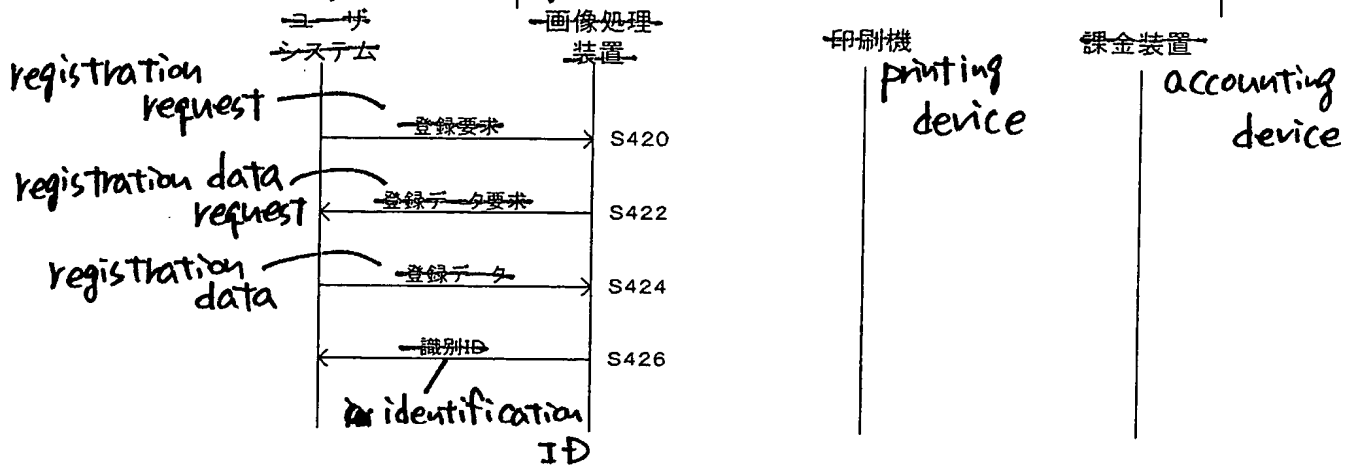 ユーザ
システム
画像処理
装置
印刷機
課金装置
printing
device
accounting
device
registration
request
登録要求
S420
registration data
request
登録データ要求
S422
registration
data
登録データ
S424
識別ID
S426
identification
ID